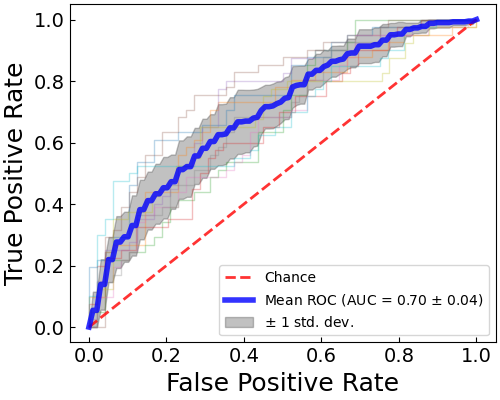 1.0
0.8
0.6
0.4
0.2
0.0
True Positive Rate
Chance
Mean ROC (AUC = 0.70 ± 0.04)
± 1 std. dev.
0.0 0.2 0.4 0.6 0.8 1.0
False Positive Rate